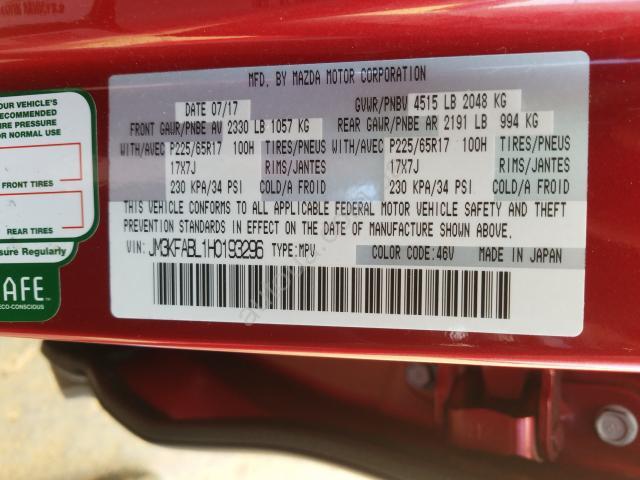 MFD. BY MAZDA MOTOR CORPORATION
DATE 07/17 GVWR/PNBV 4515 LB 2048 KG
FRONT GAWR/PNBE AV 2330 LB 1057 KG REAR GAWR/PNBE AR 2191 LB 994 KG
WITH/AVEC P225/65R17 100H TIRES/PNEUS WITH/AVEC P225/65R17 100H TIRES/PNEUS
17X7J RIMS/JANTES 17X7J RIMS/JANTES
230 KPA/34 PSI COLD/A FROID 230 KPA/34 PSI COLD/A FROID
THIS VEHICLE CONFORMS TO ALL APPLICABLE FEDERAL MOTOR VEHICLE SAFETY AND THEFT
PREVENTION STANDARDS IN EFFECT ON THE DATE OF MANUFACTURE SHOWN ABOVE.
VIN: JM3KFABL1H0193296 TYPE: MPV COLOR CODE: 46V MADE IN JAPAN
OUR VEHICLE'S
IRE PRESSURE
OR NORMAL USE
FRONT TIRES
REAR TIRES
ssure Regularly
AFE
ECO-CONSCIOUS